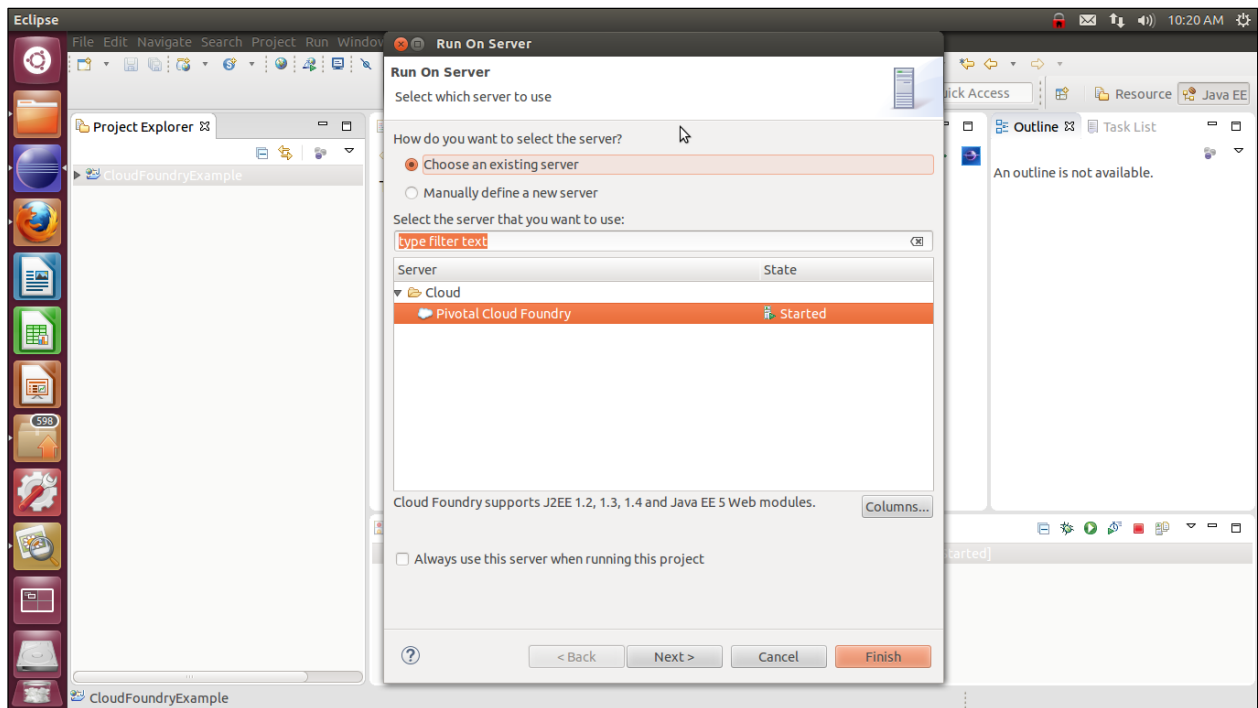 Eclipse
10:20 AM
File Edit Navigate Search Project Run Window
Run On Server
Run On Server
Select which server to use
Access
Resource
Java EE
Project Explorer
How do you want to select the server?
Outline
Task List
Choose an existing server
CloudFoundryExample
An outline is not available.
Manually define a new server
Select the server that you want to use:
type filter text
Server
State
Cloud
Pivotal Cloud Foundry
Started
598
Cloud Foundry supports J2EE 1.2, 1.3, 1.4 and Java EE 5 Web modules.
Columns...
Started]
Always use this server when running this project
?
< Back
Next >
Cancel
Finish
CloudFoundryExample